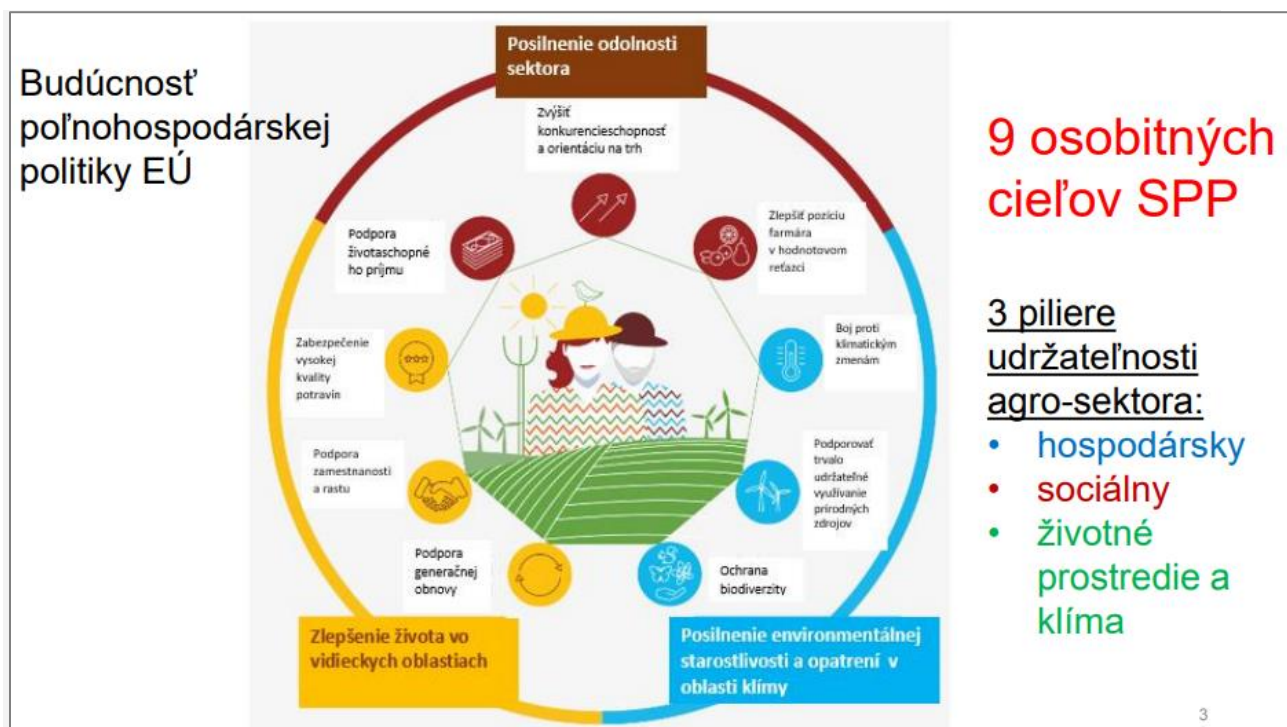 Budúcnosť
poľnohospodárskej
politiky EÚ
Posilnenie odolnosti
sektora
Zvýšiť
konkurencieschopnosť
a orientáciu na trh
Podpora
životaschopné
ho príjmu
Zlepšiť pozíciu
farmára
v hodnotovom
reťazci
Zabezpečenie
vysokej
kvality
potravín
Boj proti
klimatickým
zmenám
Podpora
zamestnanosti
a rastu
Podporovať
trvalo
udržateľné
využívanie
prírodných
zdrojov
Podpora
generačnej
obnovy
Ochrana
biodiverzity
Zlepšenie života vo
vidieckych oblastiach
Posilnenie environmentálnej
starostlivosti a opatrení v
oblasti klímy
9 osobitných
cieľov SPP
3 piliere
udržateľnosti
agro-sektora:
• hospodársky
• sociálny
• životné
prostredie a
klíma
3